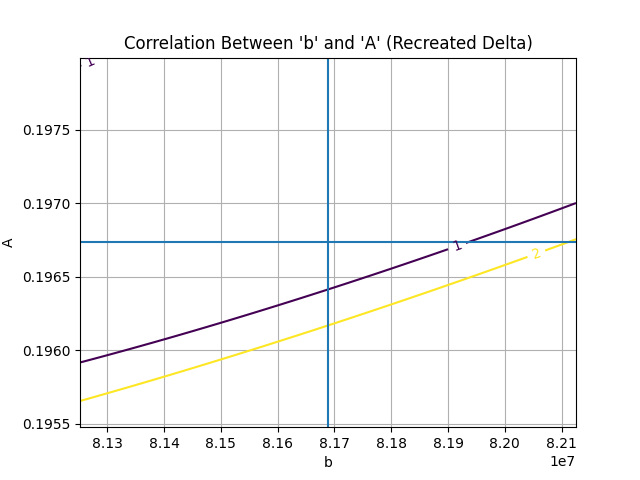 Correlation Between 'b' and 'A' (Recreated Delta)
1
0.1975
0.1970
0.1965
0.1960
0.1955
A
1
2
8.13 8.14 8.15 8.16 8.17 8.18 8.19 8.20 8.21
1e7
b